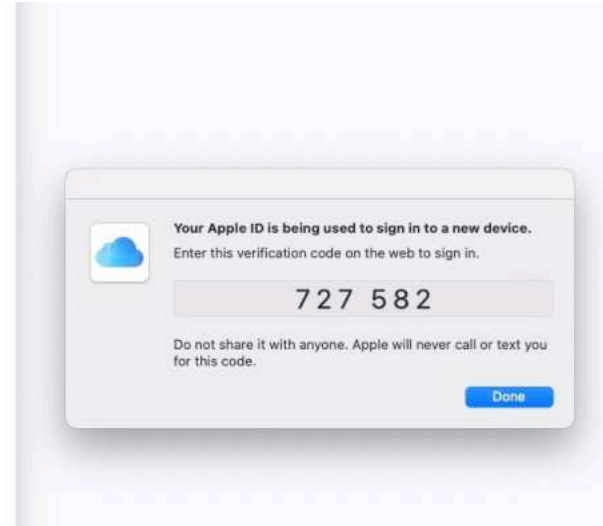 Your Apple ID is being used to sign in to a new device.
Enter this verification code on the web to sign in.
727 582
Do not share it with anyone. Apple will never call or text you
for this code.
Done